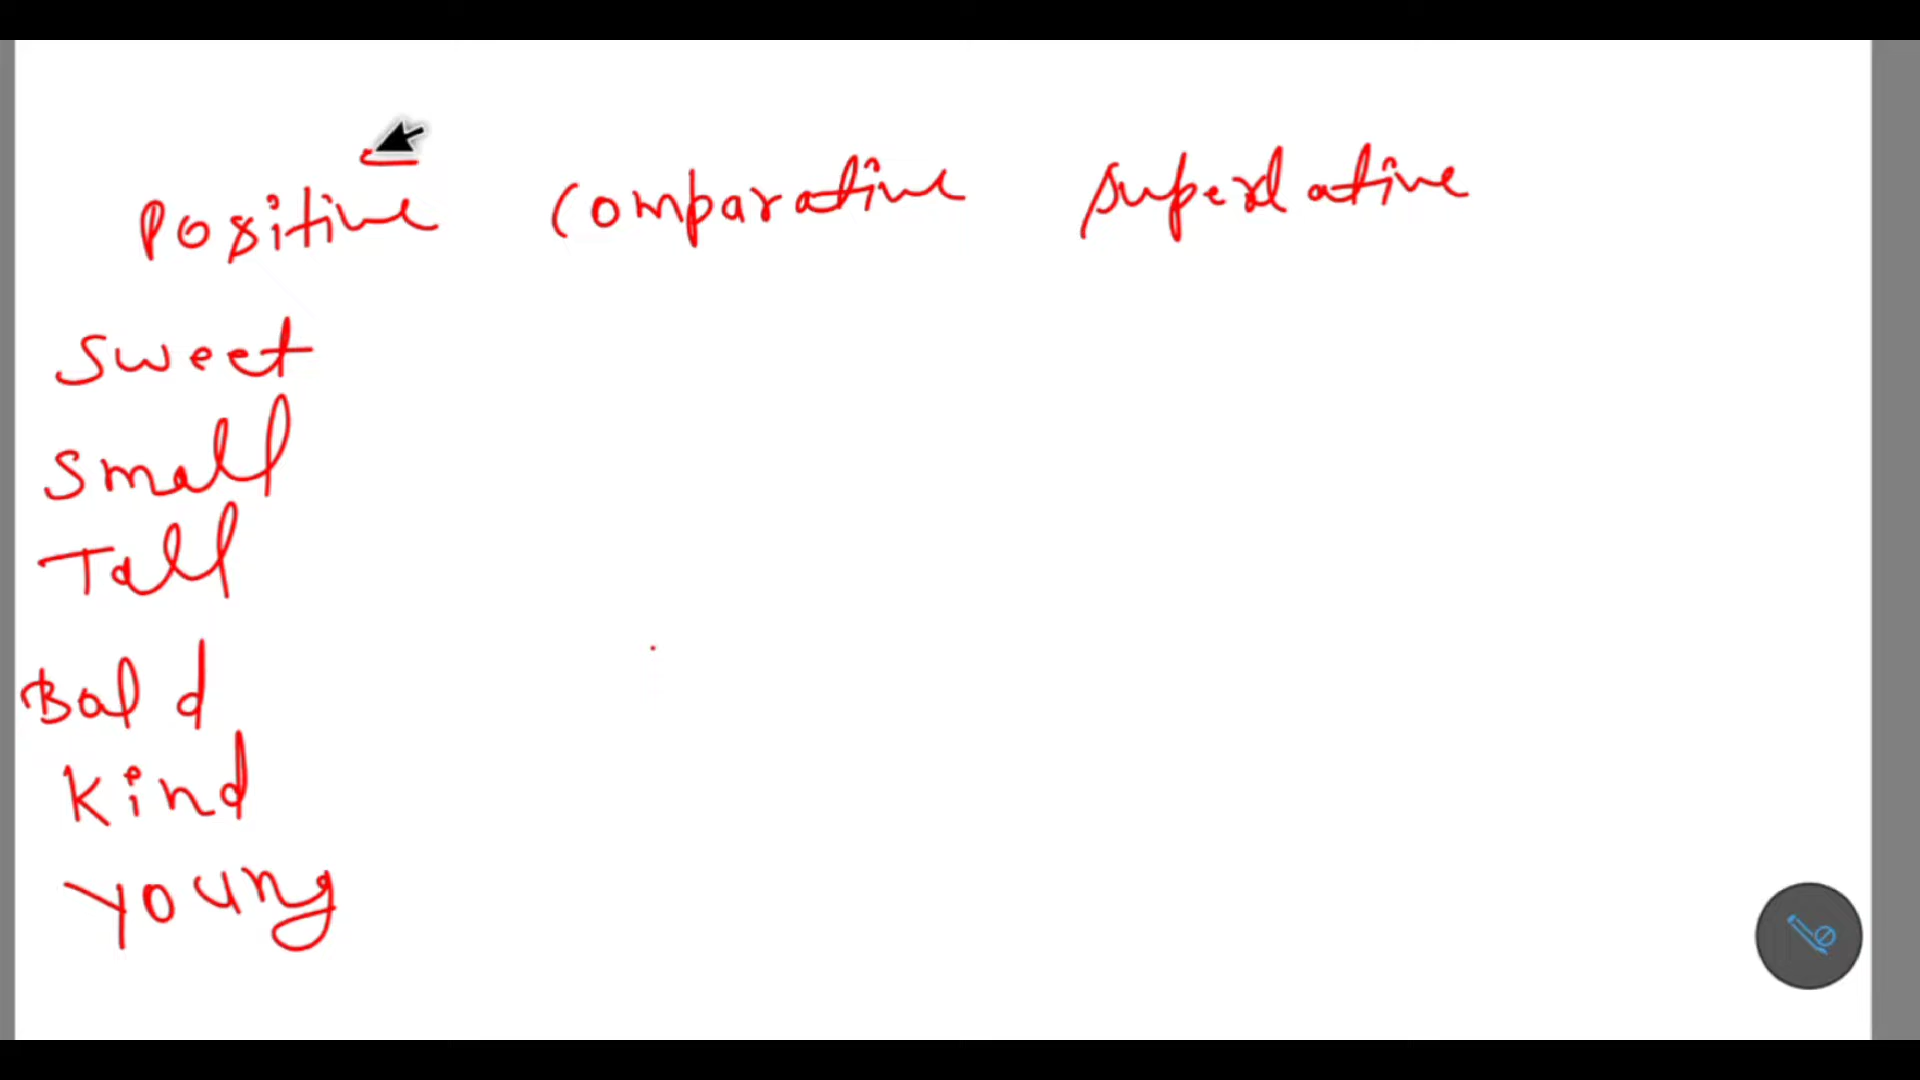 Positive comparative superlative
Sweet
Small
Tall
Bald
Kind
Young